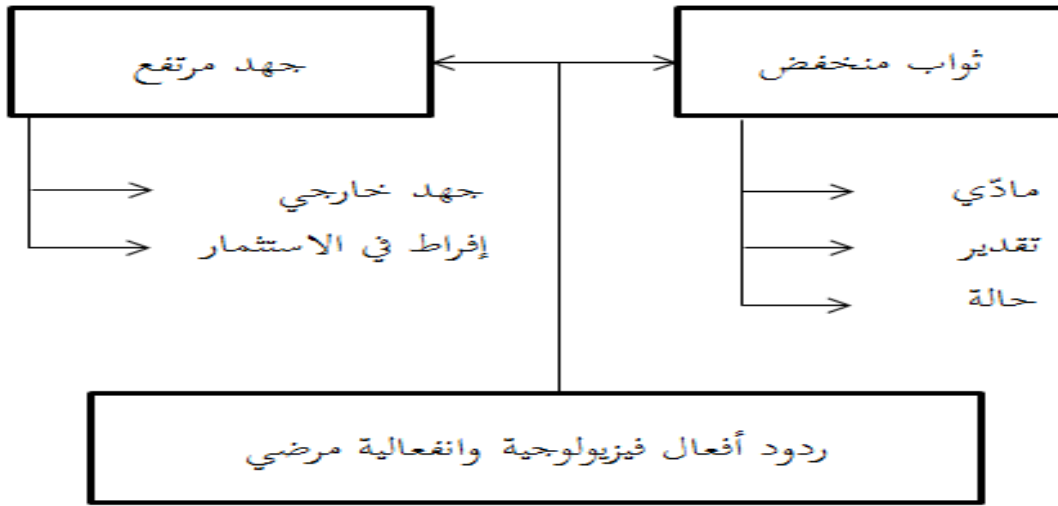 ثواب منخفض
جهد مرتفع
مادّي
تقدير
حالة
جهد خارجي
إفراط في الاستثمار
ردود أفعال فيزيولوجية وانفعالية مرضي